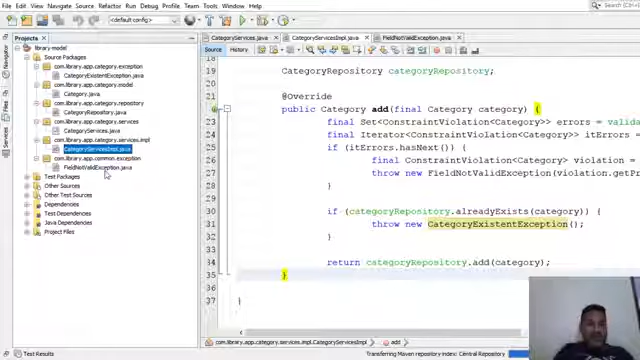 File Edit View Navigate Source Refactor Run Debug Profile Team Tools Window Help
<default config>
Projects
CategoryServices.java
CategoryServicesImpl.java
FieldNotValidException.java
Source
History
library-model
Source Packages
com.library.app.category.exception
CategoryExistentException.java
com.library.app.category.model
Category.java
com.library.app.category.repository
CategoryRepository.java
com.library.app.category.services
CategoryServices.java
com.library.app.category.services.impl
CategoryServicesImpl.java
com.library.app.common.exception
FieldNotValidException.java
Test Packages
Other Sources
Other Test Sources
Dependencies
Test Dependencies
Java Dependencies
Project Files
Navigator
Files
Services
19 CategoryRepository categoryRepository;
20
21 @Override
public Category add(final Category category) {
23 final Set<ConstraintViolation<Category>> errors = valida
24 final Iterator<ConstraintViolation<Category>> itErrors =
25 if (itErrors.hasNext()) {
26 final ConstraintViolation<Category> violation =
27 throw new FieldNotValidException(violation.getPr
28 }
29
30 if (categoryRepository.alreadyExists(category)) {
31 throw new CategoryExistentException();
32 }
33
34 return categoryRepository.add(category);
35 }
36
37 }
com.library.app.category.services.impl.CategoryServicesImpl
add
Test Results
Transferring Maven repository index: Central Repository